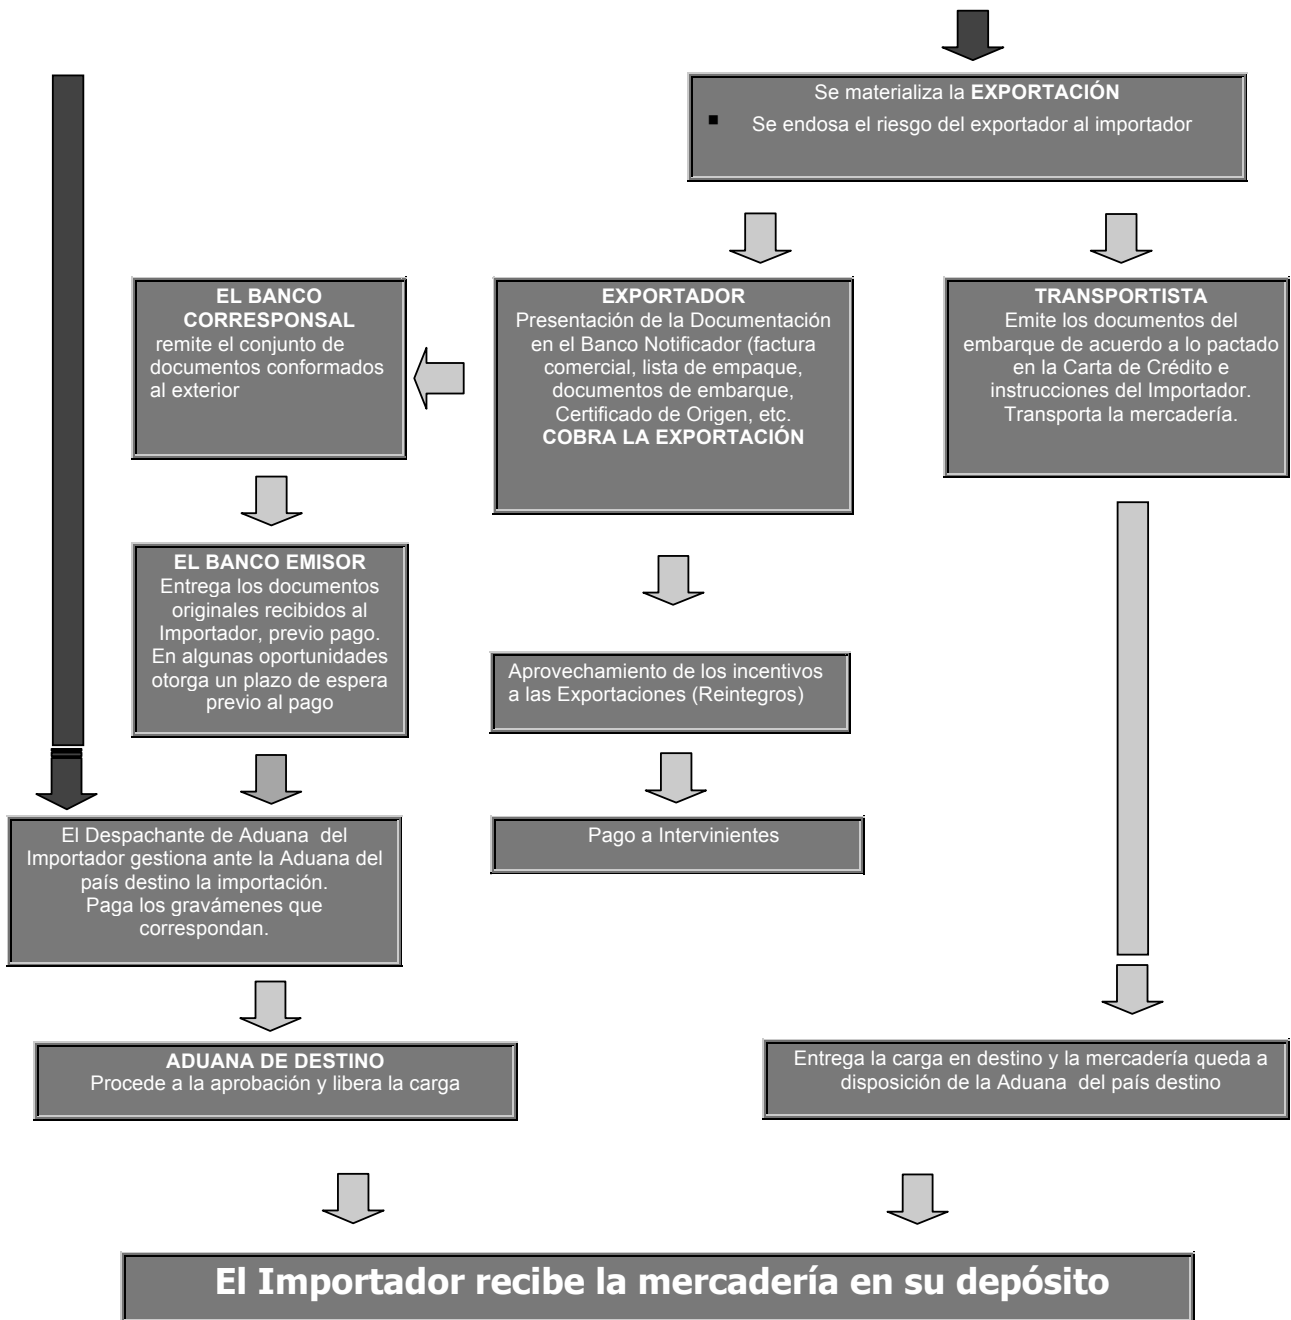 Se materializa la EXPORTACIÓN
▪ Se endosa el riesgo del exportador al importador
EL BANCO
CORRESPONSAL
remite el conjunto de
documentos conformados
al exterior
EXPORTADOR
Presentación de la Documentación
en el Banco Notificador (factura
comercial, lista de empaque,
documentos de embarque,
Certificado de Origen, etc.
COBRA LA EXPORTACIÓN
TRANSPORTISTA
Emite los documentos del
embarque de acuerdo a lo pactado
en la Carta de Crédito e
instrucciones del Importador.
Transporta la mercadería.
EL BANCO EMISOR
Entrega los documentos
originales recibidos al
Importador, previo pago.
En algunas oportunidades
otorga un plazo de espera
previo al pago
Aprovechamiento de los incentivos
a las Exportaciones (Reintegros)
El Despachante de Aduana del
Importador gestiona ante la Aduana del
país destino la importación.
Paga los gravámenes que
correspondan.
Pago a Intervinientes
ADUANA DE DESTINO
Procede a la aprobación y libera la carga
Entrega la carga en destino y la mercadería queda a
disposición de la Aduana del país destino
El Importador recibe la mercadería en su depósito